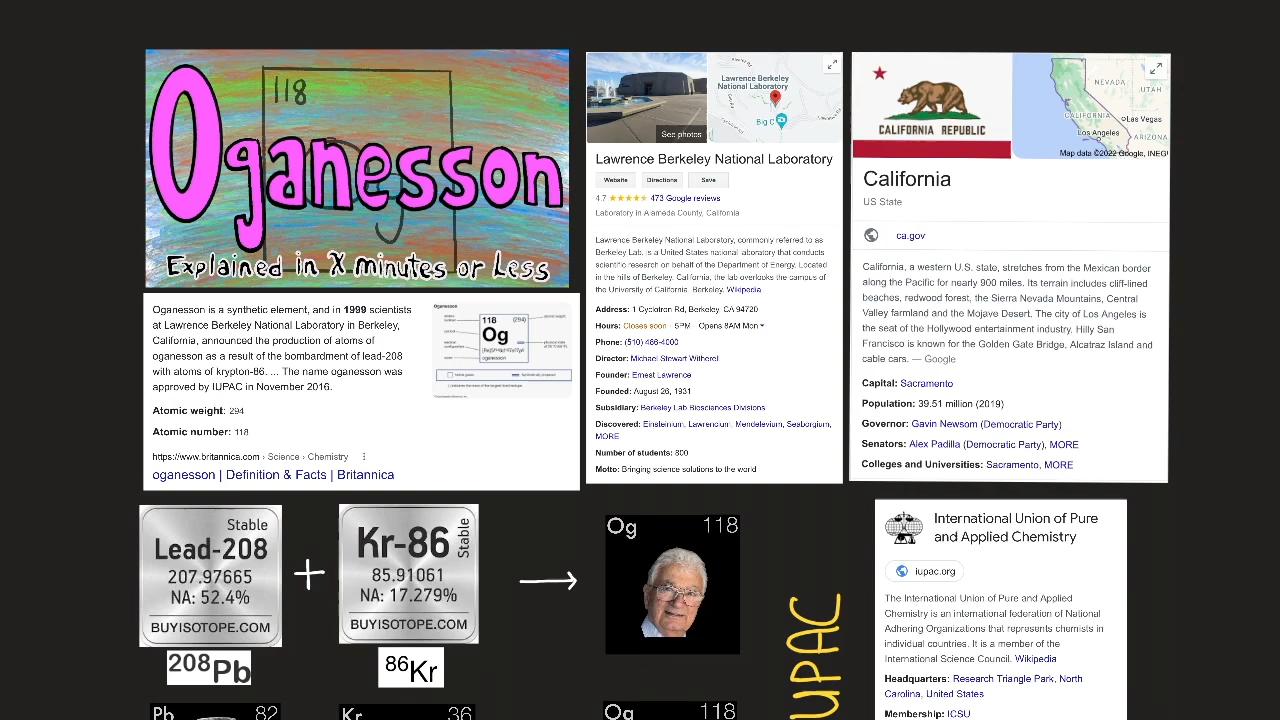 118
Oganesson
Explained in X minutes or Less
Oganesson is a synthetic element, and in 1999 scientists
at Lawrence Berkeley National Laboratory in Berkeley,
California, announced the production of atoms of
oganesson as result of the bombardment of lead-208
with atoms of krypton-86. ... The name oganesson was
approved by IUPAC in November 2016.
Atomic weight: 294
Atomic number: 118
https://www.britannica.com › Science › Chemistry
oganesson | Definition & Facts | Britannica
Oganesson
118 (294)
Og
oganesson
Lawrence Berkeley
National Laboratory
Big C
See photos
Lawrence Berkeley National Laboratory
Website Directions Save
4.7 473 Google reviews
Laboratory in Alameda County, California
Lawrence Berkeley National Laboratory, commonly referred to as
Berkeley Lab, is a United States national laboratory that conducts
scientific research on behalf of the Department of Energy. Located
in the hills of Berkeley, California, the lab overlooks the campus of
the University of California, Berkeley. Wikipedia
Address: 1 Cyclotron Rd, Berkeley, CA 94720
Hours: Closes soon · 5PM · Opens 8AM Mon
Phone: (510) 486-4000
Director: Michael Stewart Witherell
Founder: Ernest Lawrence
Founded: August 26, 1931
Subsidiary: Berkeley Lab Biosciences Divisions
Discovered: Einsteinium, Lawrencium, Mendelevium, Seaborgium,
MORE
Number of students: 800
Motto: Bringing science solutions to the world
CALIFORNIA REPUBLIC
NEVADA
UTAH
CALIFORNIA
Las Vegas
Los Angeles
ARIZONA
Map data ©2022 Google, INEGI
California
US State
ca.gov
California, a western U.S. state, stretches from the Mexican border
along the Pacific for nearly 900 miles. Its terrain includes cliff-lined
beaches, redwood forest, the Sierra Nevada Mountains, Central
Valley farmland and the Mojave Desert. The city of Los Angeles is
the seat of the Hollywood entertainment industry. Hilly San
Francisco is known for the Golden Gate Bridge, Alcatraz Island and
cable cars. — Google
Capital: Sacramento
Population: 39.51 million (2019)
Governor: Gavin Newsom (Democratic Party)
Senators: Alex Padilla (Democratic Party), MORE
Colleges and Universities: Sacramento, MORE
Stable
Lead-208
207.97665
NA: 52.4%
BUYISOTOPE.COM
208Pb
+
Kr-86
Stable
85.91061
NA: 17.279%
BUYISOTOPE.COM
86Kr
Og 118
IUPAC
International Union of Pure
and Applied Chemistry
iupac.org
The International Union of Pure and Applied
Chemistry is an international federation of National
Adhering Organizations that represents chemists in
individual countries. It is a member of the
International Science Council. Wikipedia
Headquarters: Research Triangle Park, North
Carolina, United States
Membership: ICSU
Pb 82
Kr 36
Og 118